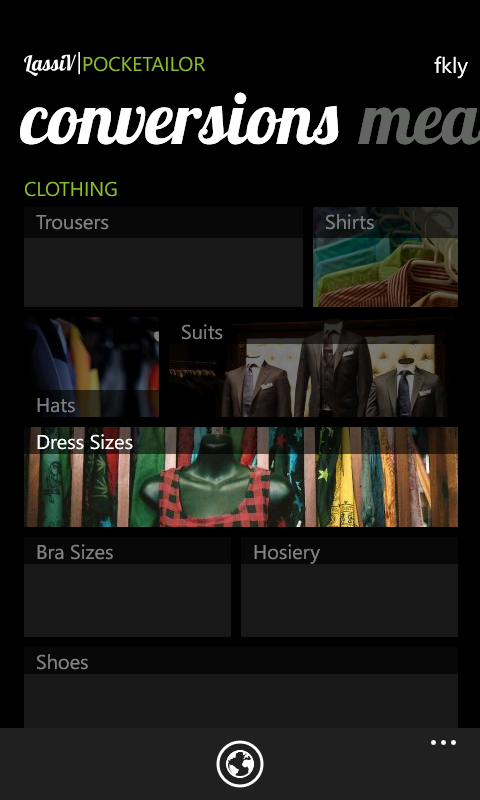 LassiV|POCKETAILOR
fkly
conversions mea
CLOTHING
Trousers
Shirts
Suits
Hats
Dress Sizes
Bra Sizes
Hosiery
Shoes